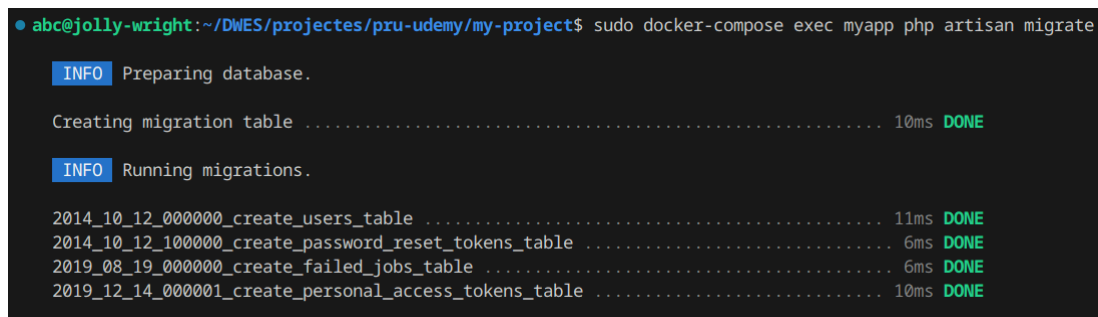 abc@jolly-wright:~/DWES/projectes/pru-udemy/my-project$ sudo docker-compose exec myapp php artisan migrate
INFO Preparing database.
Creating migration table ........................................................... 10ms DONE
INFO Running migrations.
2014_10_12_000000_create_users_table ............................................... 11ms DONE
2014_10_12_100000_create_password_reset_tokens_table ............................... 6ms DONE
2019_08_19_000000_create_failed_jobs_table ......................................... 6ms DONE
2019_12_14_000001_create_personal_access_tokens_table .............................. 10ms DONE